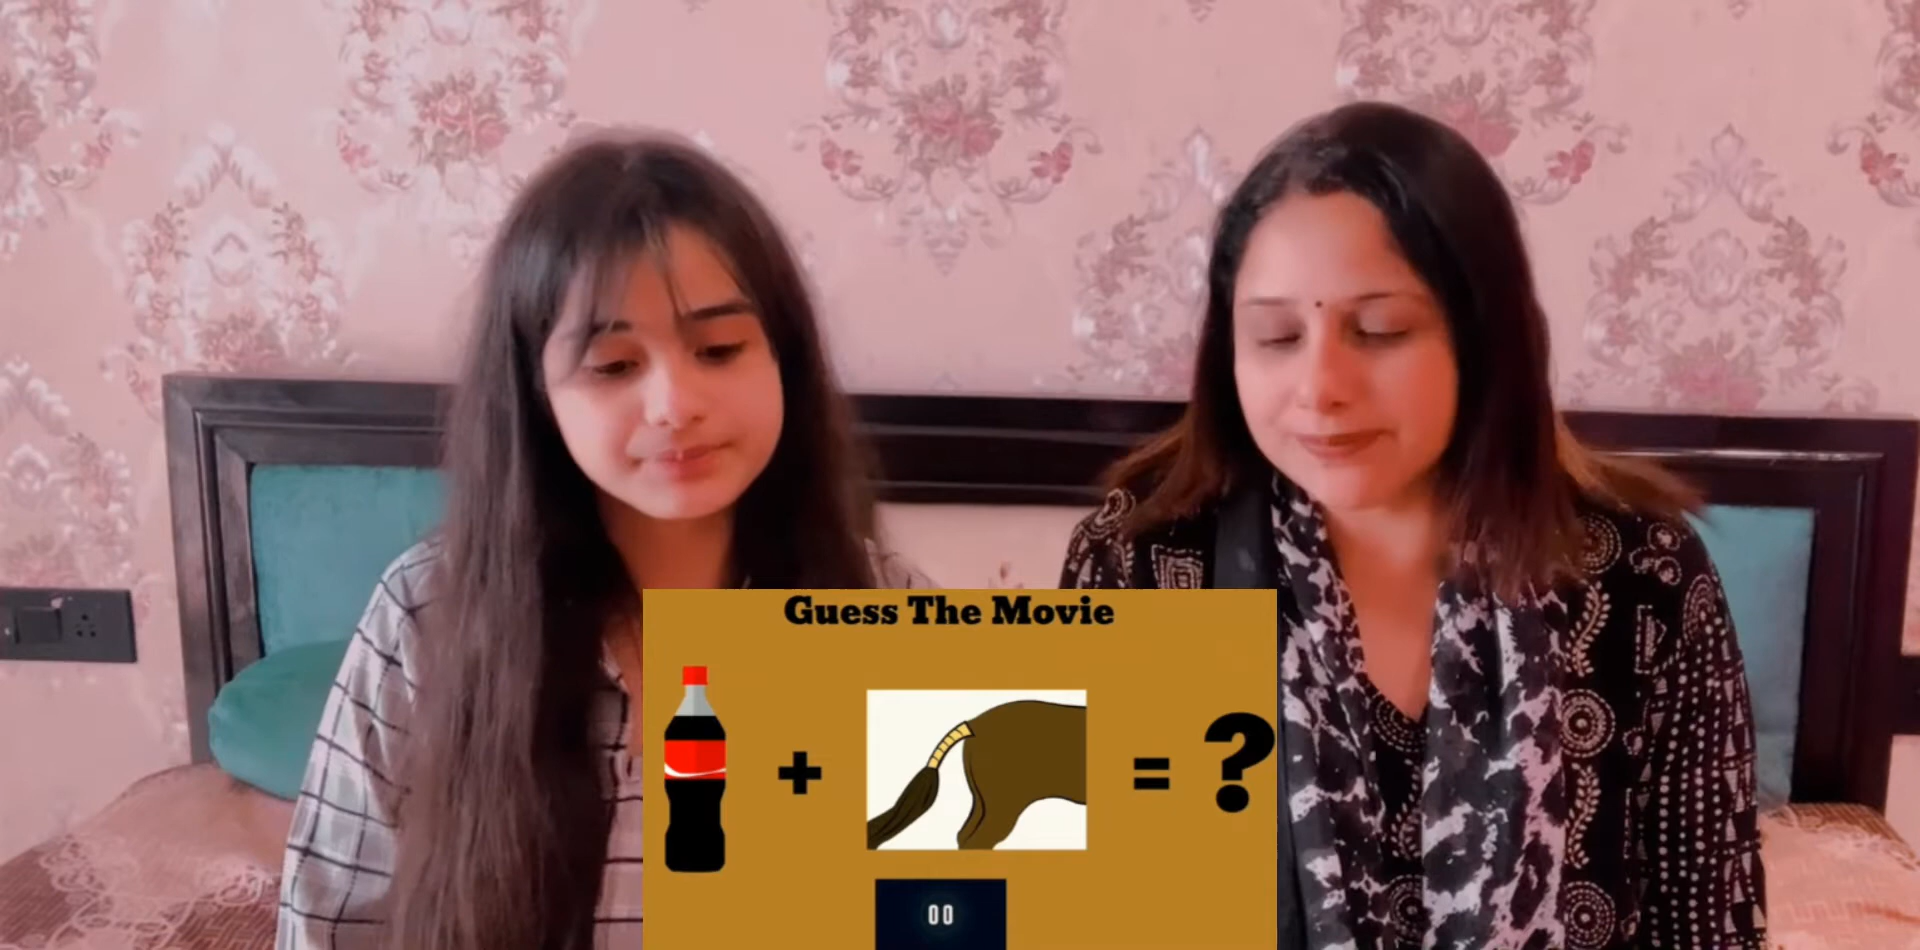 Guess The Movie
+ = ?
00